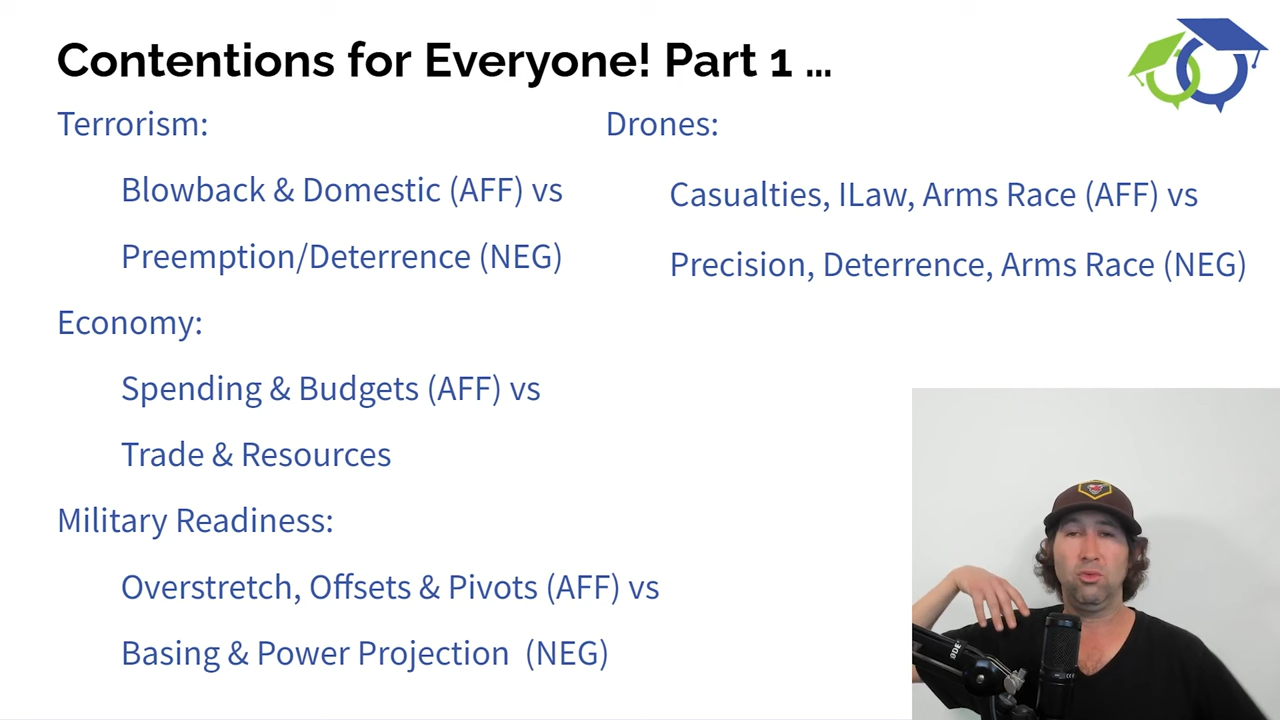 Contentions for Everyone! Part 1 ...
Terrorism:
Blowback & Domestic (AFF) vs
Preemption/Deterrence (NEG)
Economy:
Spending & Budgets (AFF) vs
Trade & Resources
Military Readiness:
Overstretch, Offsets & Pivots (AFF) vs
Basing & Power Projection (NEG)
Drones:
Casualties, ILaw, Arms Race (AFF) vs
Precision, Deterrence, Arms Race (NEG)